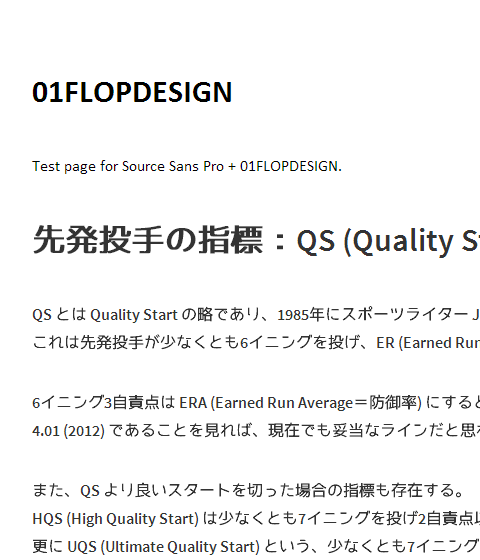 01FLOPDESIGN
Test page for Source Sans Pro + 01FLOPDESIGN.
先発投手の指標：QS (Quality St
QS とは Quality Start の略であり、1985年にスポーツライター J
これは先発投手が少なくとも6イニングを投げ、ER (Earned Run
6イニング3自責点は ERA (Earned Run Average＝防御率) にすると
4.01 (2012) であることを見れば、現在でも妥当なラインだと思わ
また、QS より良いスタートを切った場合の指標も存在する。
HQS (High Quality Start) は少なくとも7イニングを投げ2自責点以
更に UQS (Ultimate Quality Start) という、少なくとも7イニング